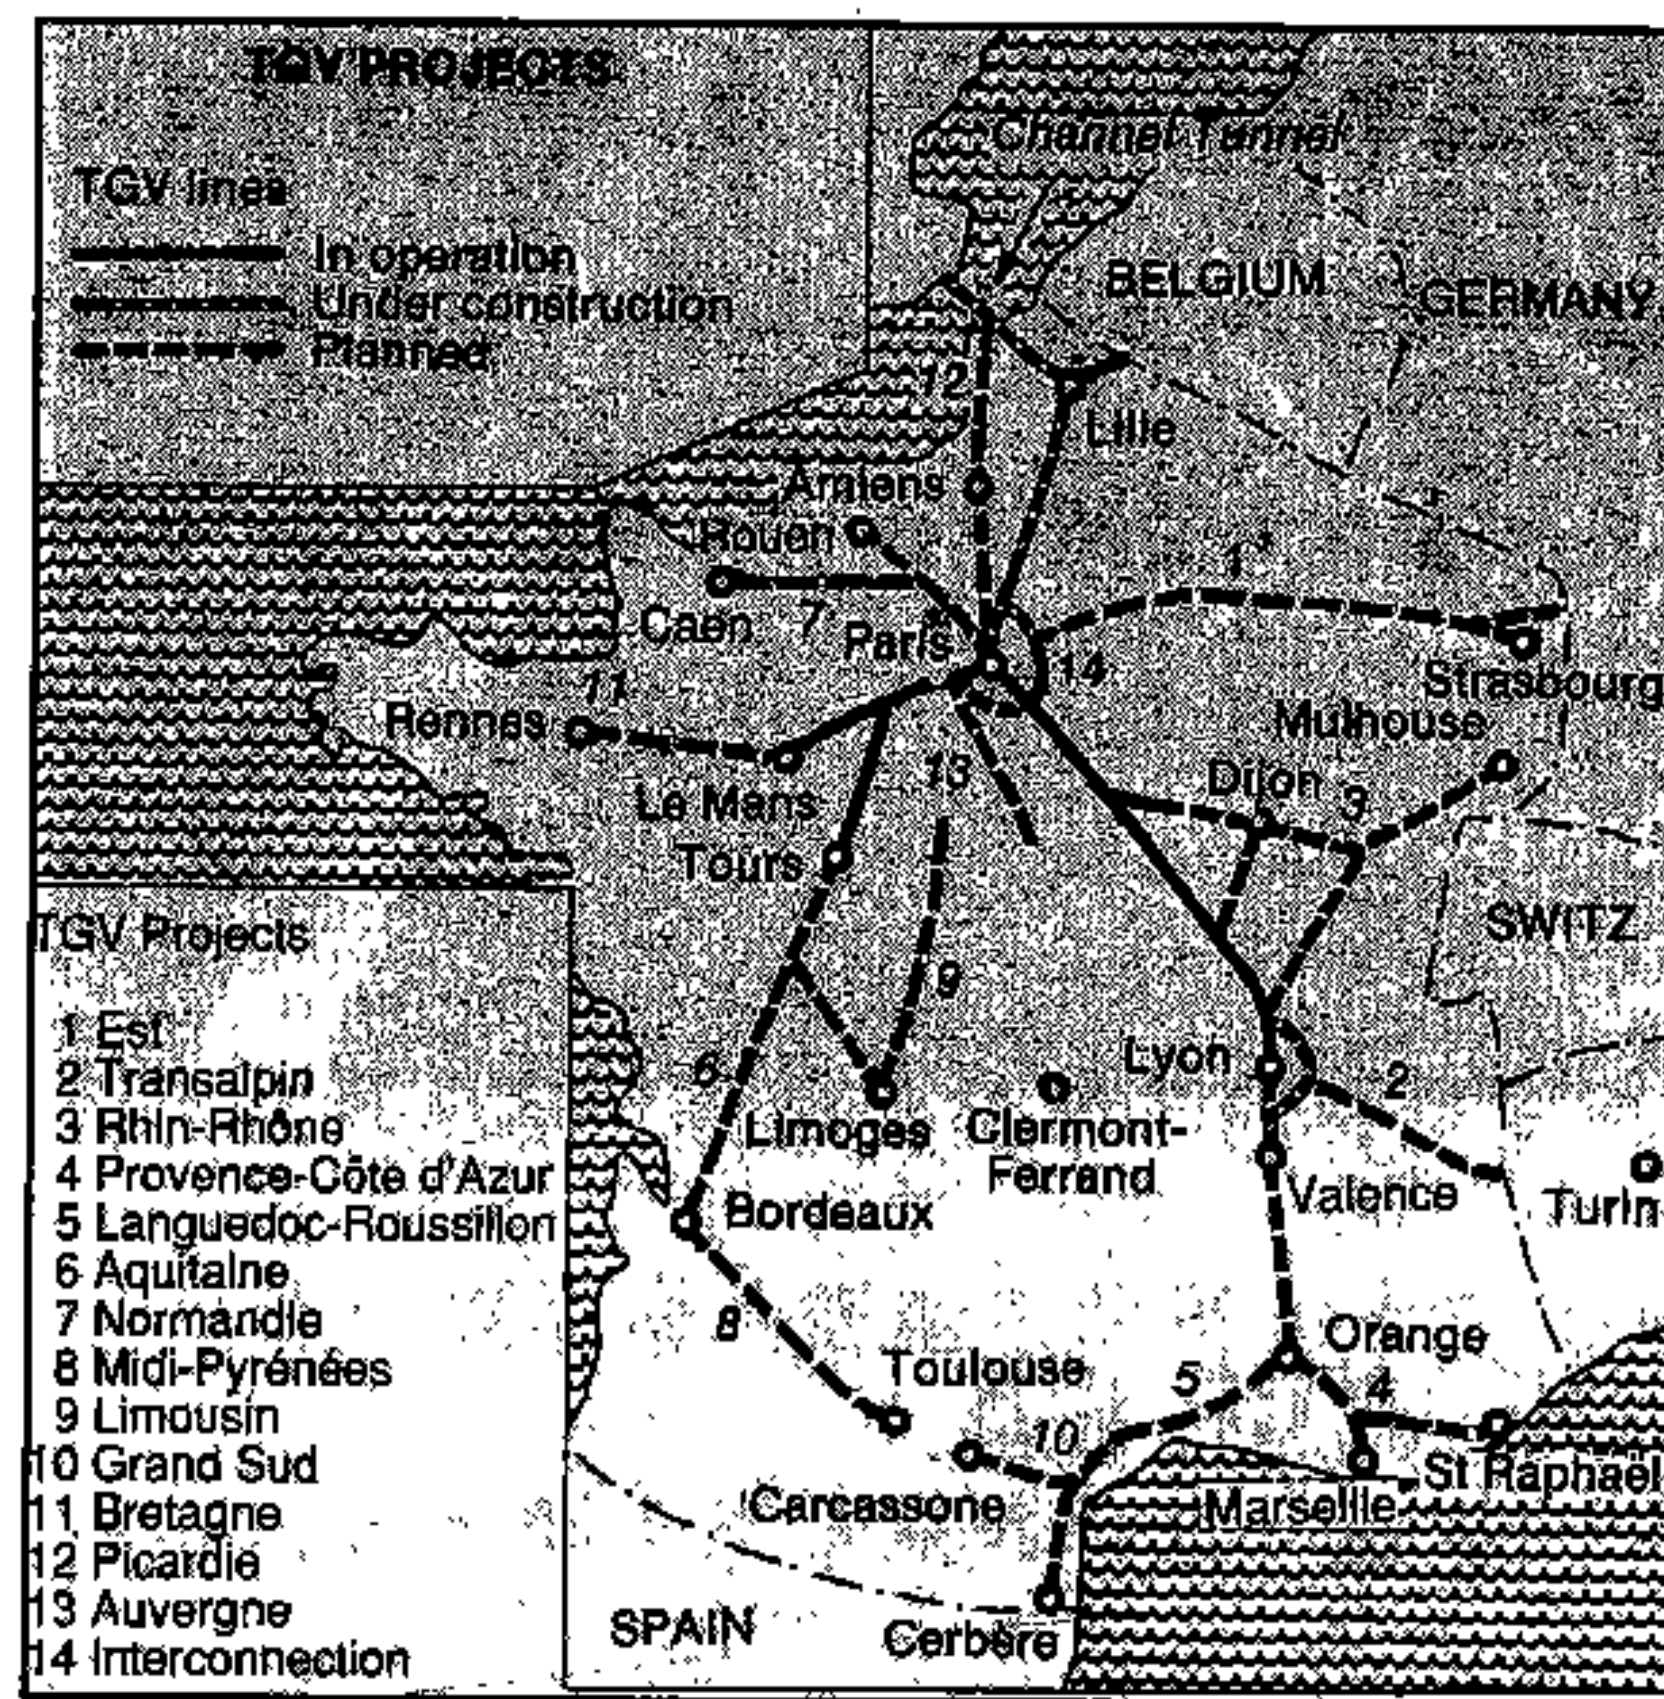 TGV PROJECTS
TGV lines
In operation
Under construction
Planned
Channel Tunnel
BELGIUM
GERMANY
12
Lille
Amiens
Rouen
1
Caen
7
Paris
14
Strasbourg
11
Rennes
Mulhouse
Le Mans
13
Dijon
3
Tours
SWITZ
9
6
Lyon
2
Limoges
Clermont-
Ferrand
Bordeaux
Valence
Turin
8
Orange
Toulouse
5
4
10
St Raphaël
Carcassone
Marseille
SPAIN
Cerbère
TGV Projects
1 Est
2 Transalpin
3 Rhin-Rhône
4 Provence-Côte d'Azur
5 Languedoc-Roussillon
6 Aquitaine
7 Normandie
8 Midi-Pyrénées
9 Limousin
10 Grand Sud
11 Bretagne
12 Picardie
13 Auvergne
14 Interconnection